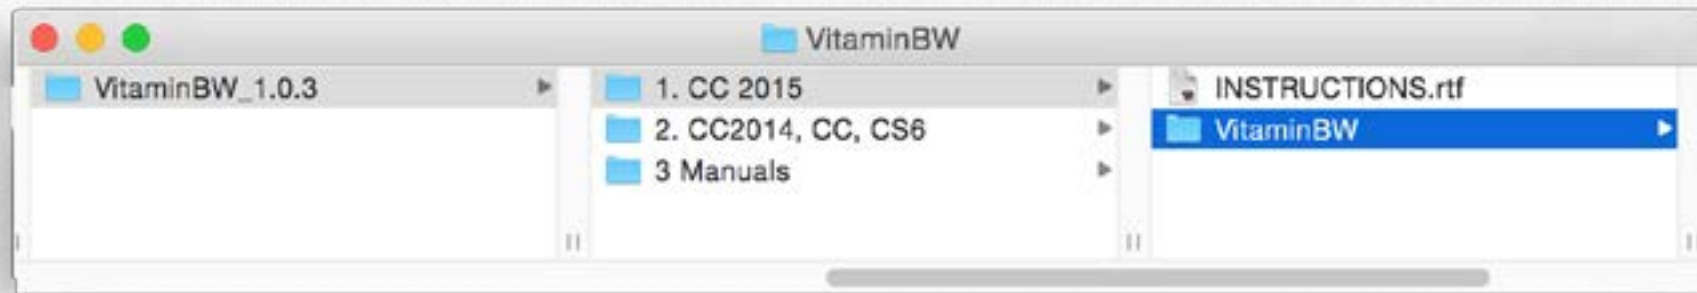 VitaminBW
VitaminBW_1.0.3
1. CC 2015
2. CC2014, CC, CS6
3 Manuals
INSTRUCTIONS.rtf
VitaminBW